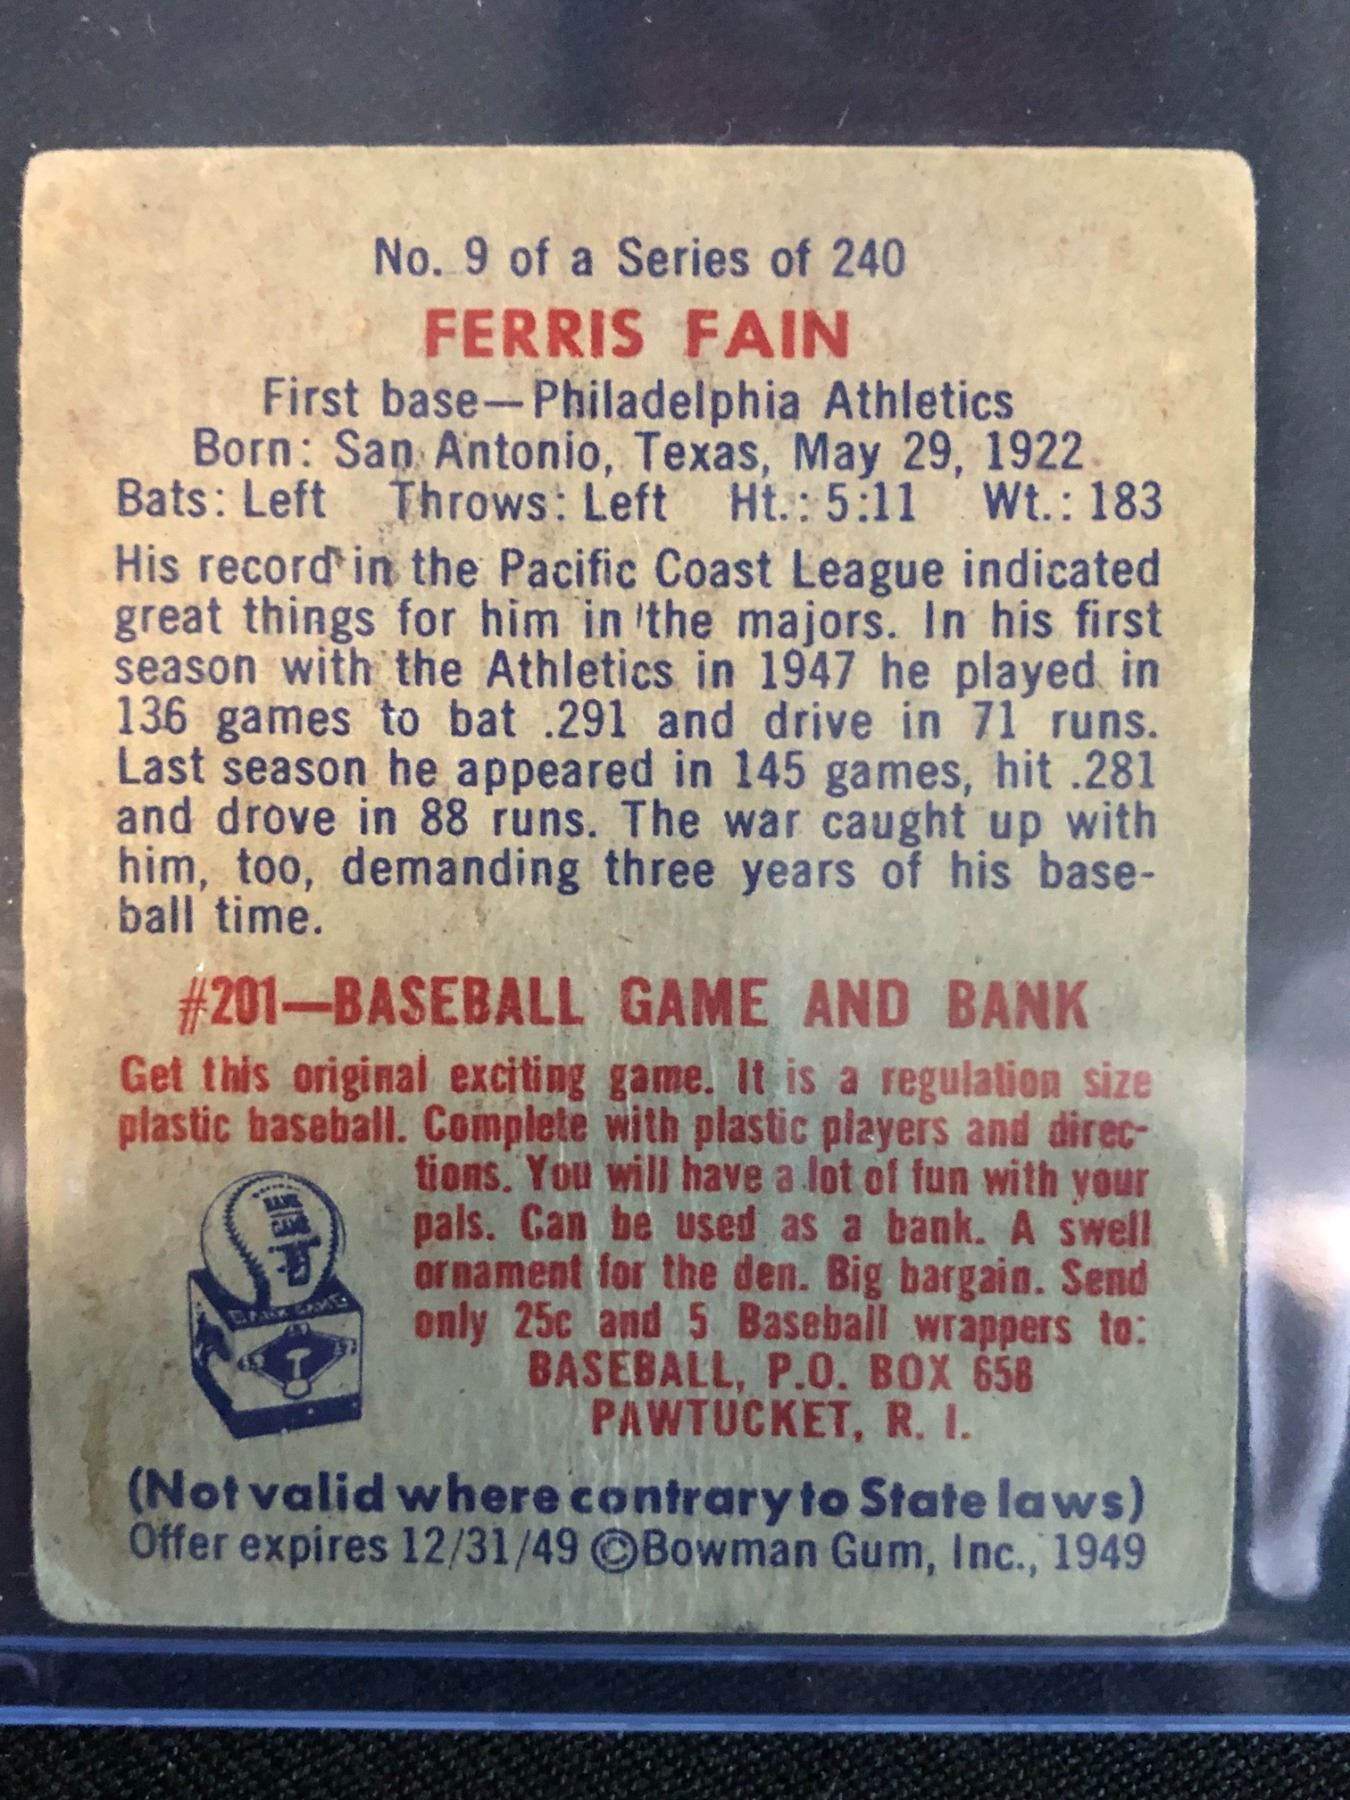 No. 9 of a Series of 240
FERRIS FAIN
First base—Philadelphia Athletics
Born: San Antonio, Texas, May 29, 1922
Bats: Left Throws: Left Ht.: 5:11 Wt.: 183
His record in the Pacific Coast League indicated
great things for him in the majors. In his first
season with the Athletics in 1947 he played in
136 games to bat .291 and drive in 71 runs.
Last season he appeared in 145 games, hit .281
and drove in 88 runs. The war caught up with
him, too, demanding three years of his base-
ball time.
#201—BASEBALL GAME AND BANK
Get this original exciting game. It is a regulation size
plastic baseball. Complete with plastic players and direc-
tions. You will have a lot of fun with your
pals. Can be used as a bank. A swell
ornament for the den. Big bargain. Send
only 25c and 5 Baseball wrappers to:
BASEBALL, P.O. BOX 658
PAWTUCKET, R. I.
BANK
GAME
BANK GAME
(Not valid where contrary to State laws)
Offer expires 12/31/49 ©Bowman Gum, Inc., 1949